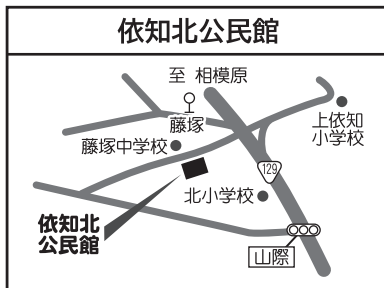 依知北公民館
至 相模原
藤塚
上依知
小学校
藤塚中学校
129
北小学校
依知北
公民館
山際